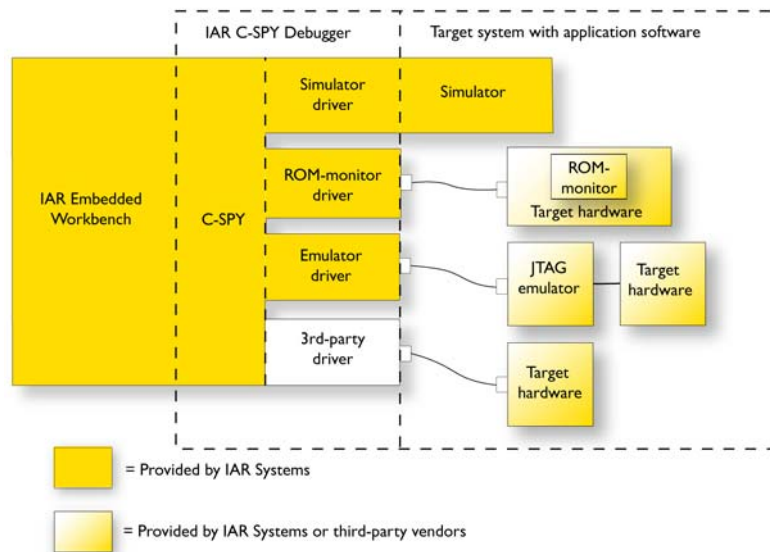 IAR C-SPY Debugger
Target system with application software
Simulator
driver
Simulator
ROM-monitor
driver
ROM-
monitor
Target hardware
IAR Embedded
Workbench
C-SPY
Emulator
driver
JTAG
emulator
Target
hardware
3rd-party
driver
Target
hardware
= Provided by IAR Systems
= Provided by IAR Systems or third-party vendors